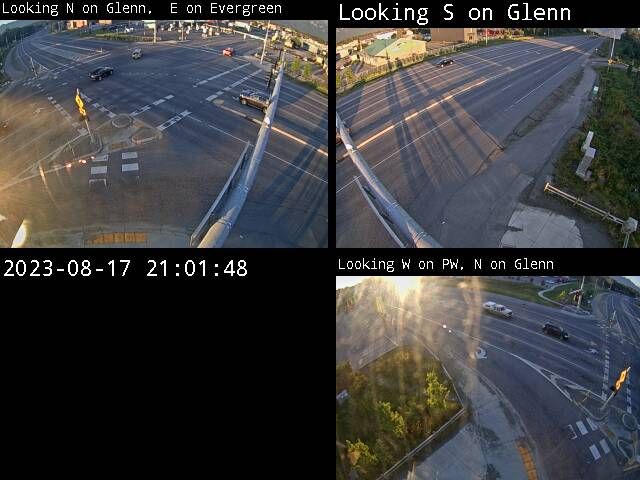 Looking N on Glenn,  E on Evergreen
Looking S on Glenn
2023-08-17 21:01:48
Looking W on PW, N on Glenn